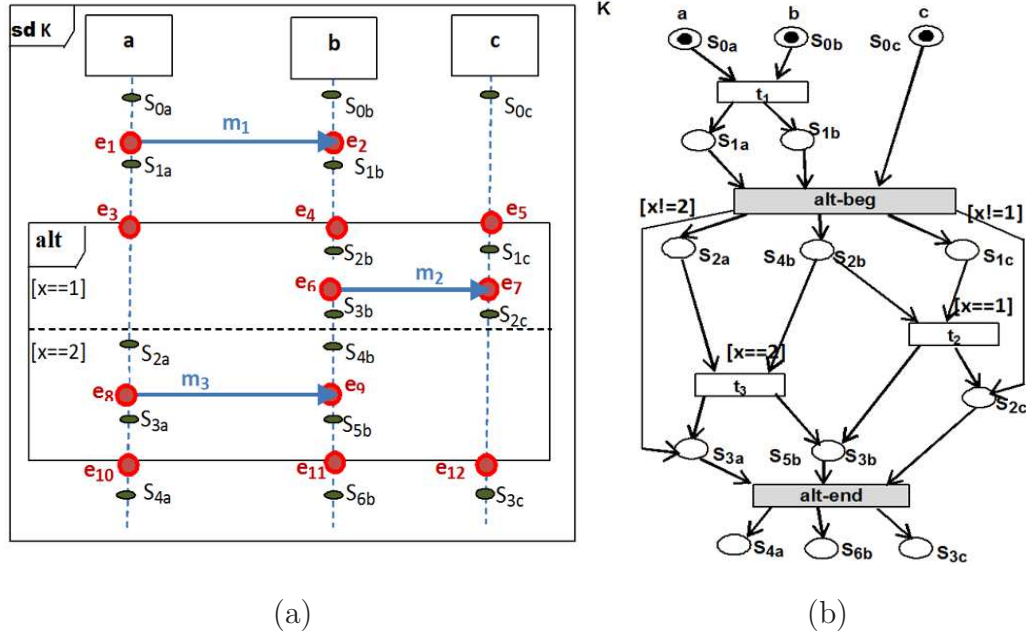 sd K
a
b
c
S0a
S0b
S0c
e1
m1
e2
S1a
S1b
e3
e4
e5
alt
S2b
S1c
[x==1]
e6
m2
e7
S3b
S2c
[x==2]
S2a
S4b
e8
m3
e9
S3a
S5b
e10
e11
e12
S4a
S6b
S3c
(a)
K
a
b
c
S0a
S0b
S0c
t1
S1a
S1b
alt-beg
[x!=2]
[x!=1]
S2a
S4b
S2b
S1c
[x==1]
t2
[x==2]
t3
S2c
S3a
S5b
S3b
alt-end
S4a
S6b
S3c
(b)